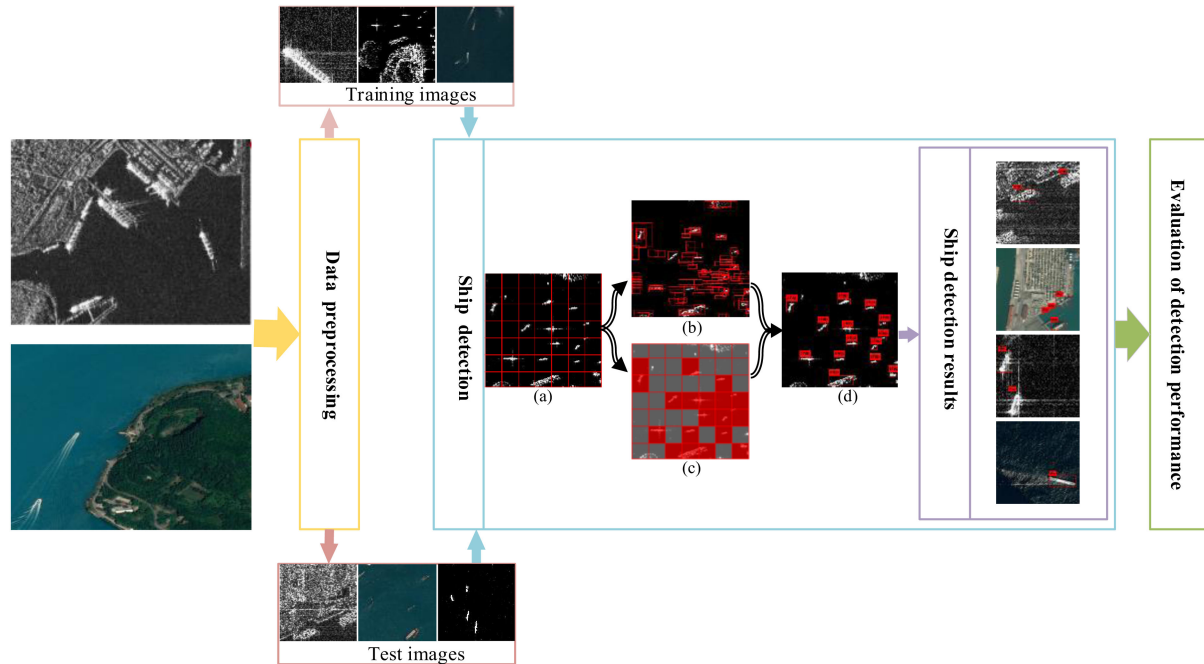 Training images
Data preprocessing
Ship detection
(a)
(b)
(c)
(d)
Ship detection results
Evaluation of detection performance
Test images